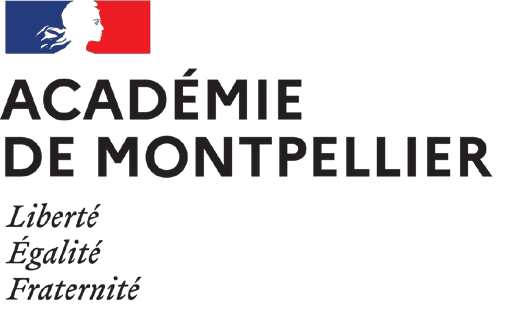 ACADÉMIE
DE MONTPELLIER
Liberté
Égalité
Fraternité